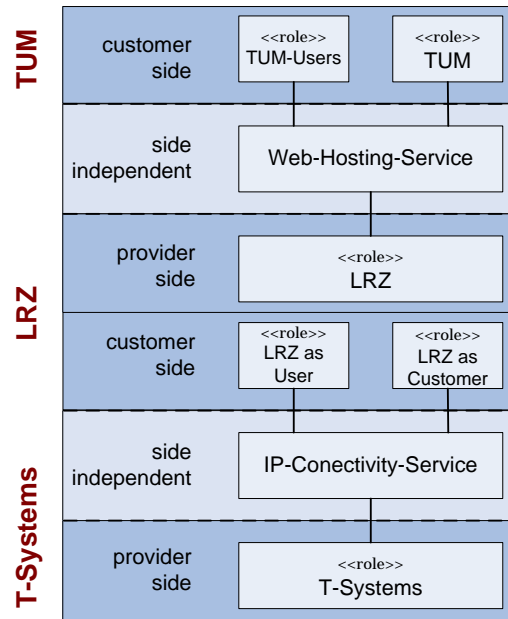 TUM
customer
side
<<role>>
TUM-Users
<<role>>
TUM
side
independent
Web-Hosting-Service
LRZ
provider
side
<<role>>
LRZ
customer
side
<<role>>
LRZ as
User
<<role>>
LRZ as
Customer
T-Systems
side
independent
IP-Conectivity-Service
provider
side
<<role>>
T-Systems